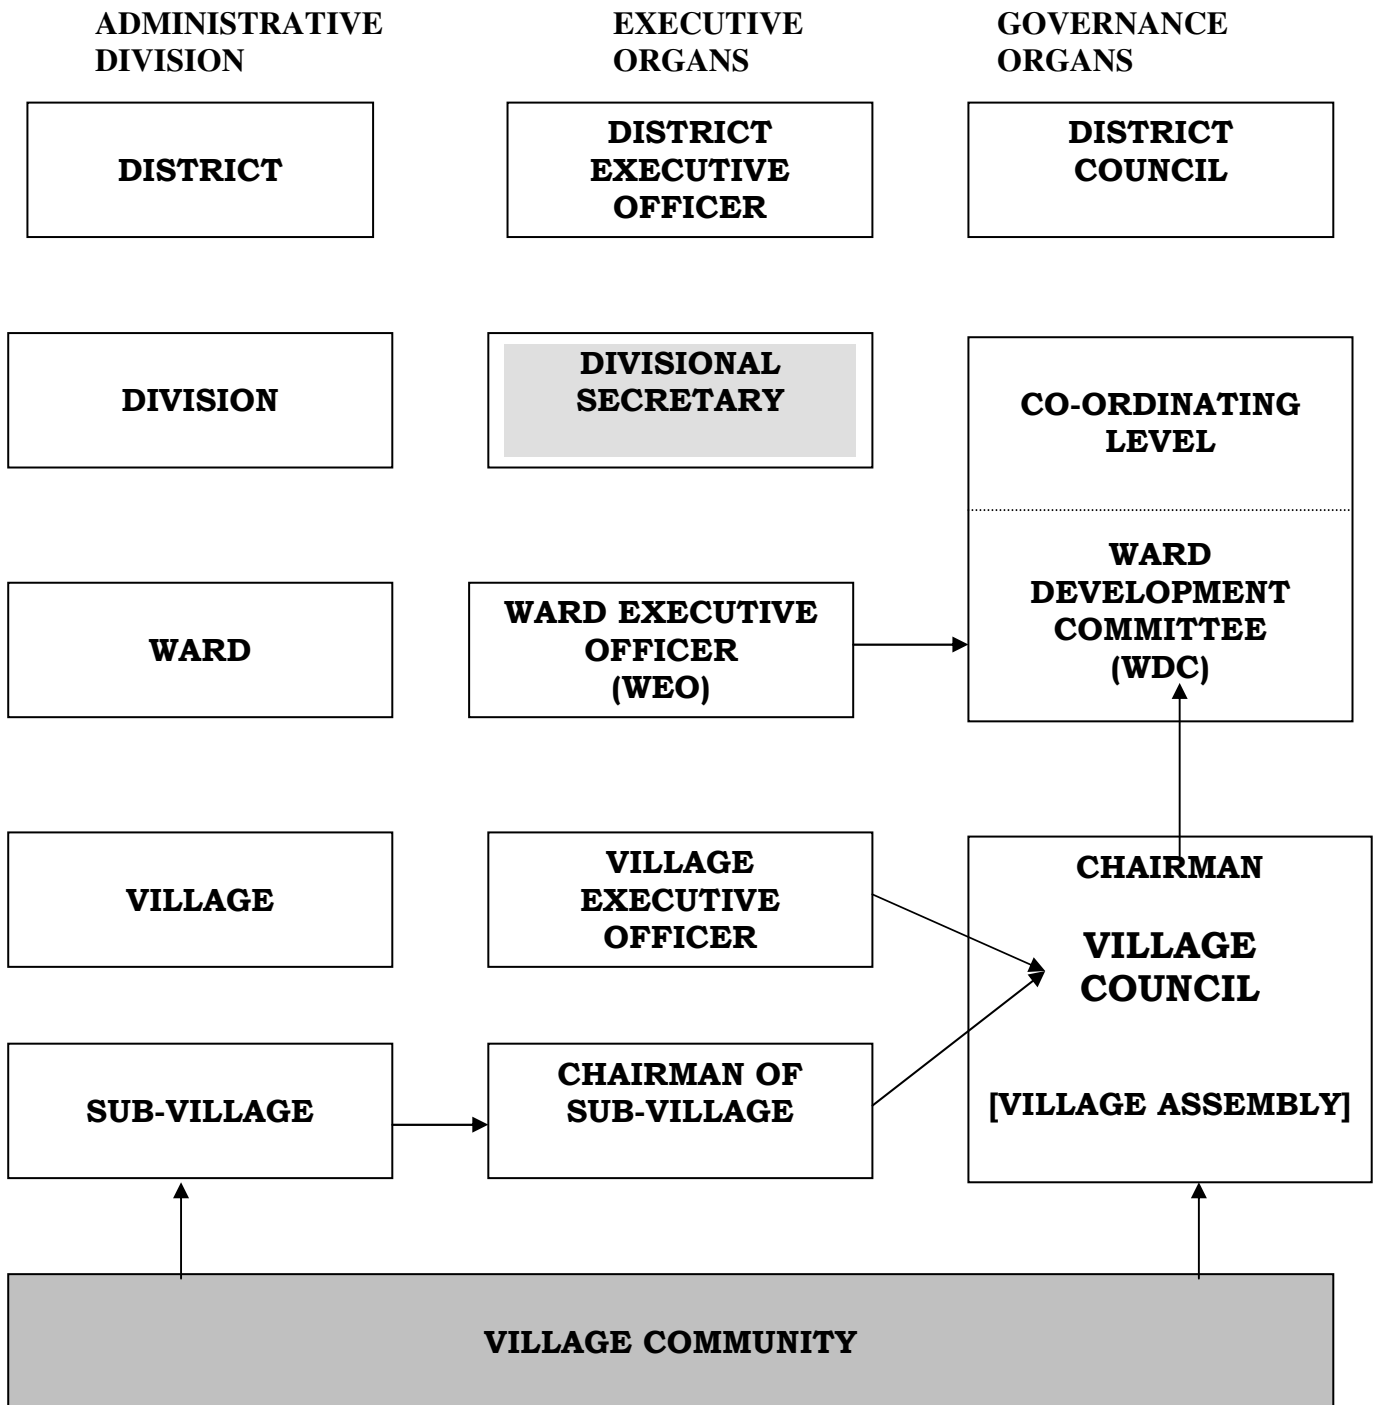 ADMINISTRATIVE
DIVISION
EXECUTIVE
ORGANS
GOVERNANCE
ORGANS
DISTRICT
DISTRICT
EXECUTIVE
OFFICER
DISTRICT
COUNCIL
DIVISION
DIVISIONAL
SECRETARY
CO-ORDINATING
LEVEL
WARD
WARD EXECUTIVE
OFFICER
(WEO)
WARD
DEVELOPMENT
COMMITTEE
(WDC)
VILLAGE
VILLAGE
EXECUTIVE
OFFICER
CHAIRMAN
VILLAGE
COUNCIL
SUB-VILLAGE
CHAIRMAN OF
SUB-VILLAGE
[VILLAGE ASSEMBLY]
VILLAGE COMMUNITY